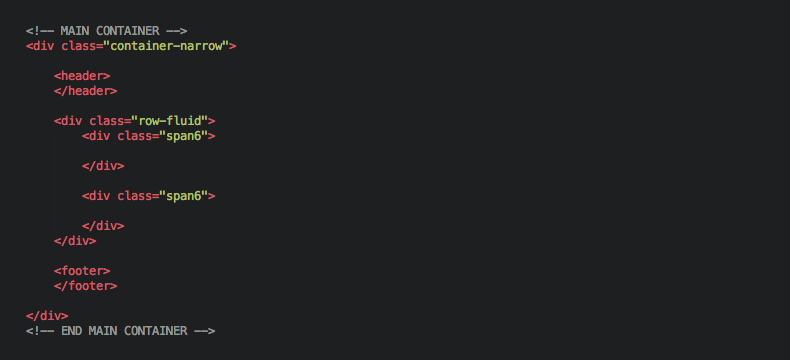 <!-- MAIN CONTAINER -->
<div class="container-narrow">
<header>
</header>
<div class="row-fluid">
<div class="span6">
</div>
<div class="span6">
</div>
</div>
<footer>
</footer>
</div>
<!-- END MAIN CONTAINER -->